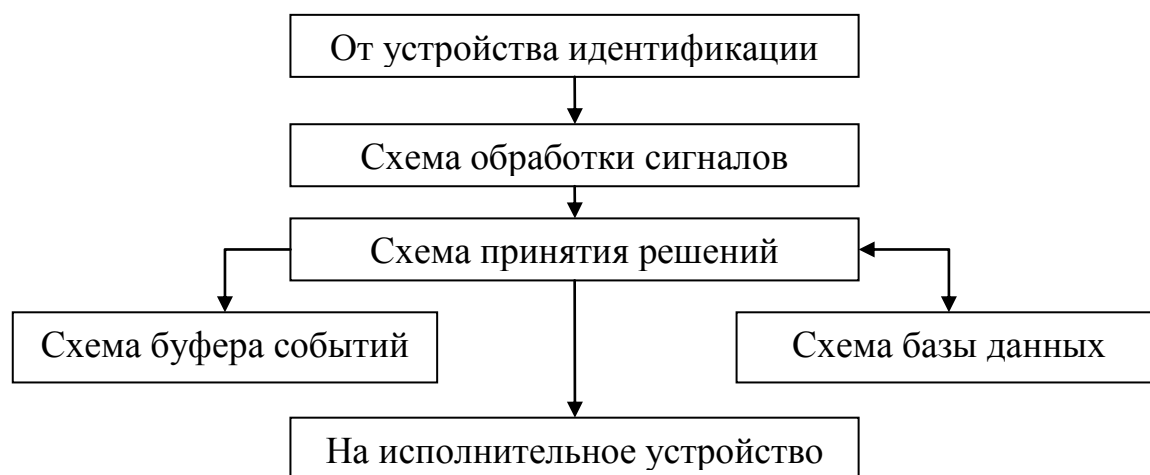 От устройства идентификации
Схема обработки сигналов
Схема принятия решений
Схема буфера событий
Схема базы данных
На исполнительное устройство